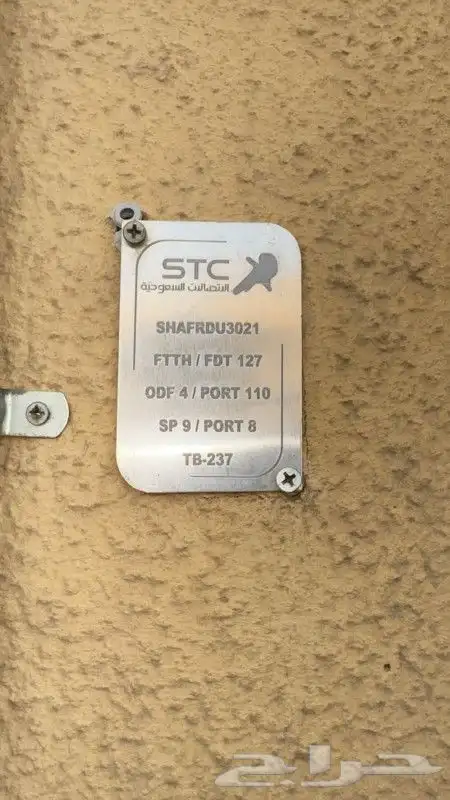 STC
الاتصالات السعودية
SHAFRDU3021
FTTH / FDT 127
ODF 4 / PORT 110
SP 9 / PORT 8
TB-237
حراج